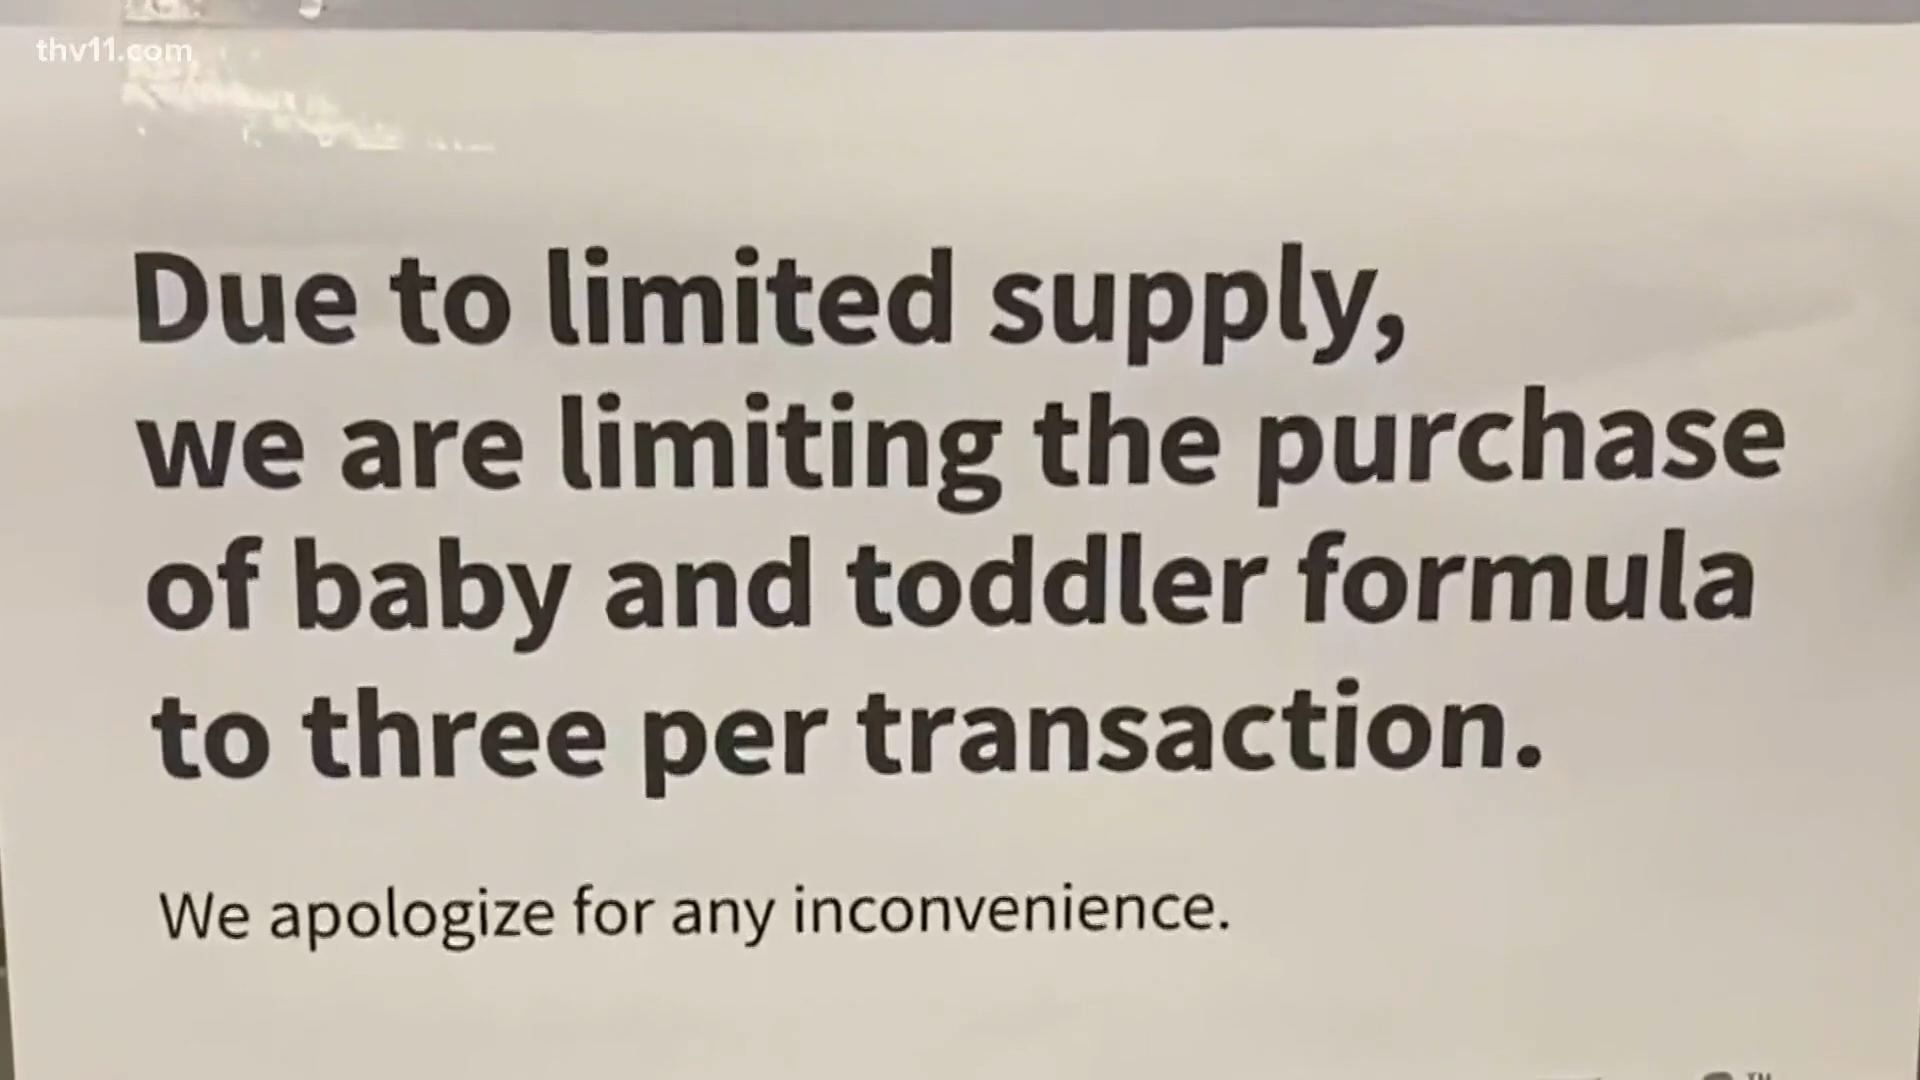 thv11.com
Due to limited supply,
we are limiting the purchase
of baby and toddler formula
to three per transaction.
We apologize for any inconvenience.
TM